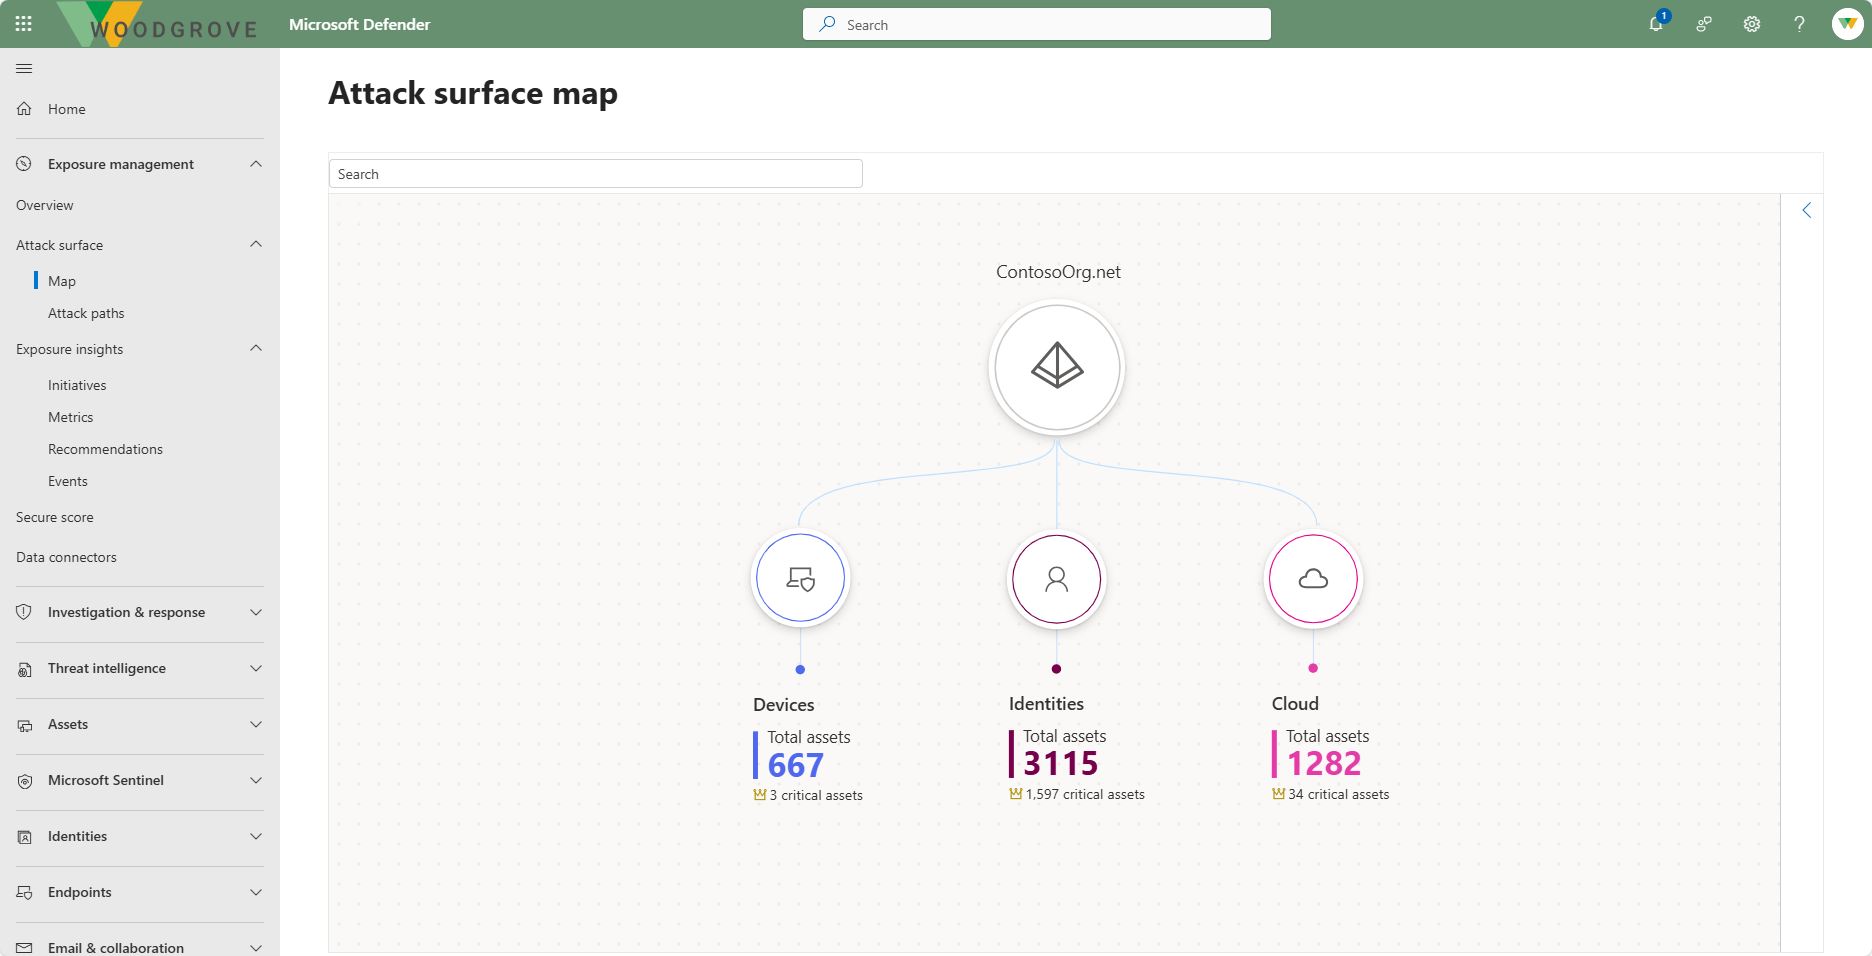 WOODGROVE
Microsoft Defender
Search
1
Home
Exposure management
Overview
Attack surface
Map
Attack paths
Exposure insights
Initiatives
Metrics
Recommendations
Events
Secure score
Data connectors
Investigation & response
Threat intelligence
Assets
Microsoft Sentinel
Identities
Endpoints
Email & collaboration
Attack surface map
Search
ContosoOrg.net
Devices
Total assets
667
3 critical assets
Identities
Total assets
3115
1,597 critical assets
Cloud
Total assets
1282
34 critical assets